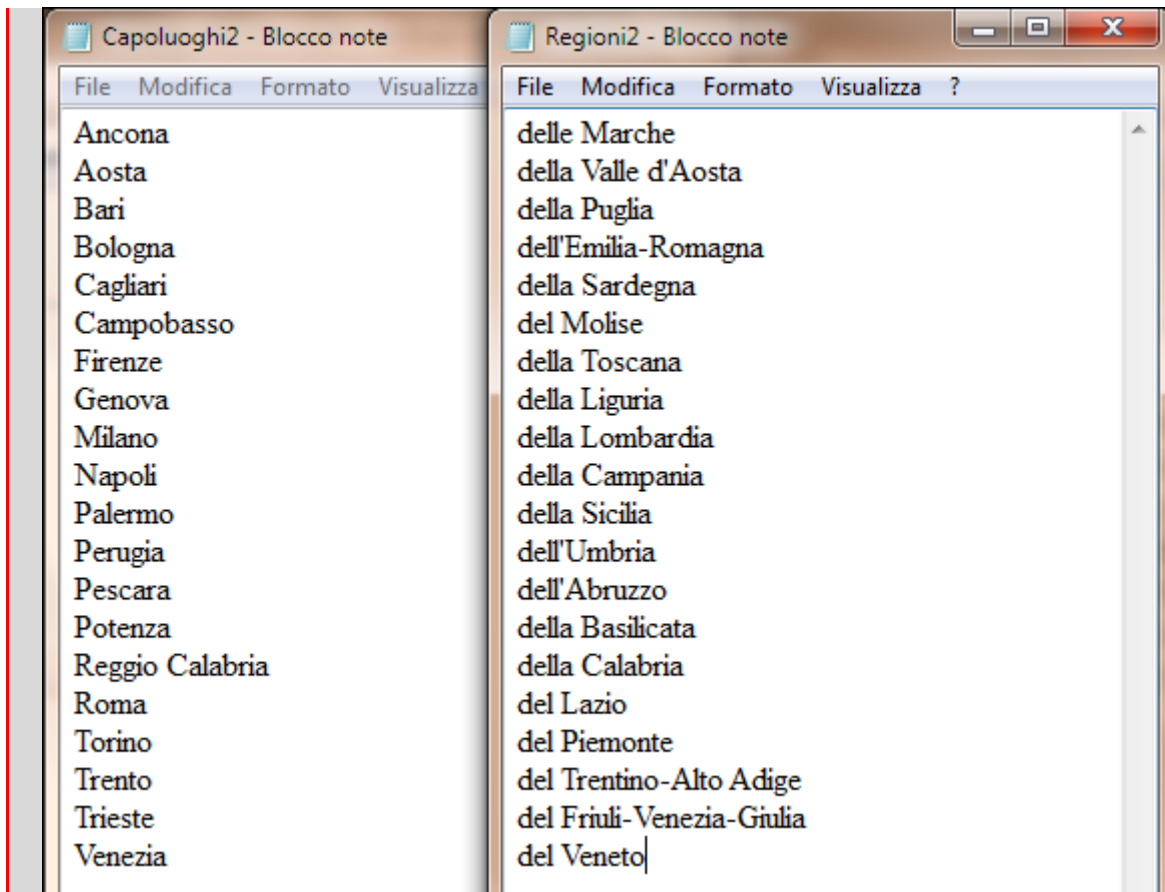 Capoluoghi2 - Blocco note
File Modifica Formato Visualizza
Ancona
Aosta
Bari
Bologna
Cagliari
Campobasso
Firenze
Genova
Milano
Napoli
Palermo
Perugia
Pescara
Potenza
Reggio Calabria
Roma
Torino
Trento
Trieste
Venezia
Regioni2 - Blocco note
File Modifica Formato Visualizza ?
delle Marche
della Valle d'Aosta
della Puglia
dell'Emilia-Romagna
della Sardegna
del Molise
della Toscana
della Liguria
della Lombardia
della Campania
della Sicilia
dell'Umbria
dell'Abruzzo
della Basilicata
della Calabria
del Lazio
del Piemonte
del Trentino-Alto Adige
del Friuli-Venezia-Giulia
del Veneto